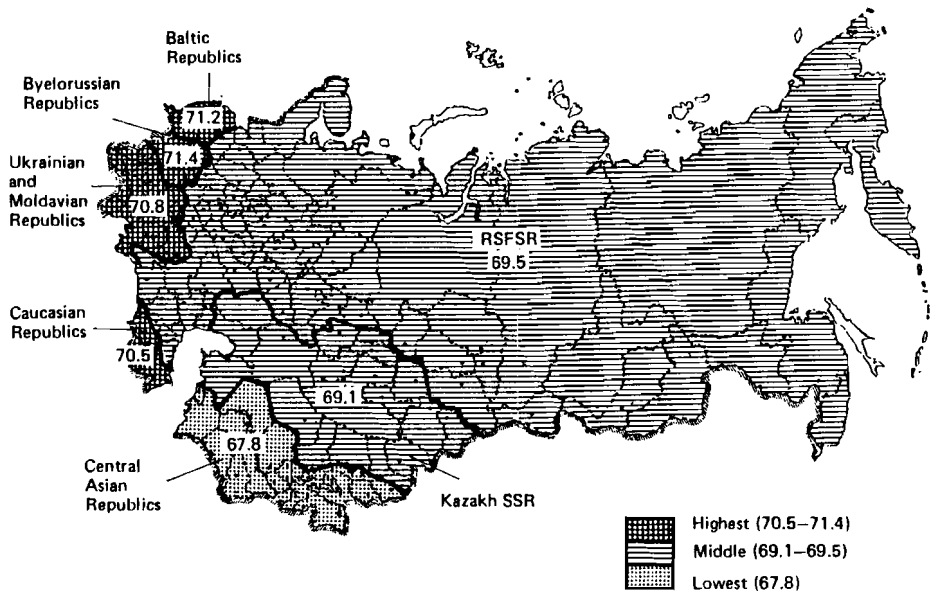 Baltic
Republics
Byelorussian
Republics
71.2
71.4
Ukrainian
and
Moldavian
Republics
70.8
RSFSR
69.5
Caucasian
Republics
70.5
69.1
67.8
Central
Asian
Republics
Kazakh SSR
Highest (70.5–71.4)
Middle (69.1–69.5)
Lowest (67.8)